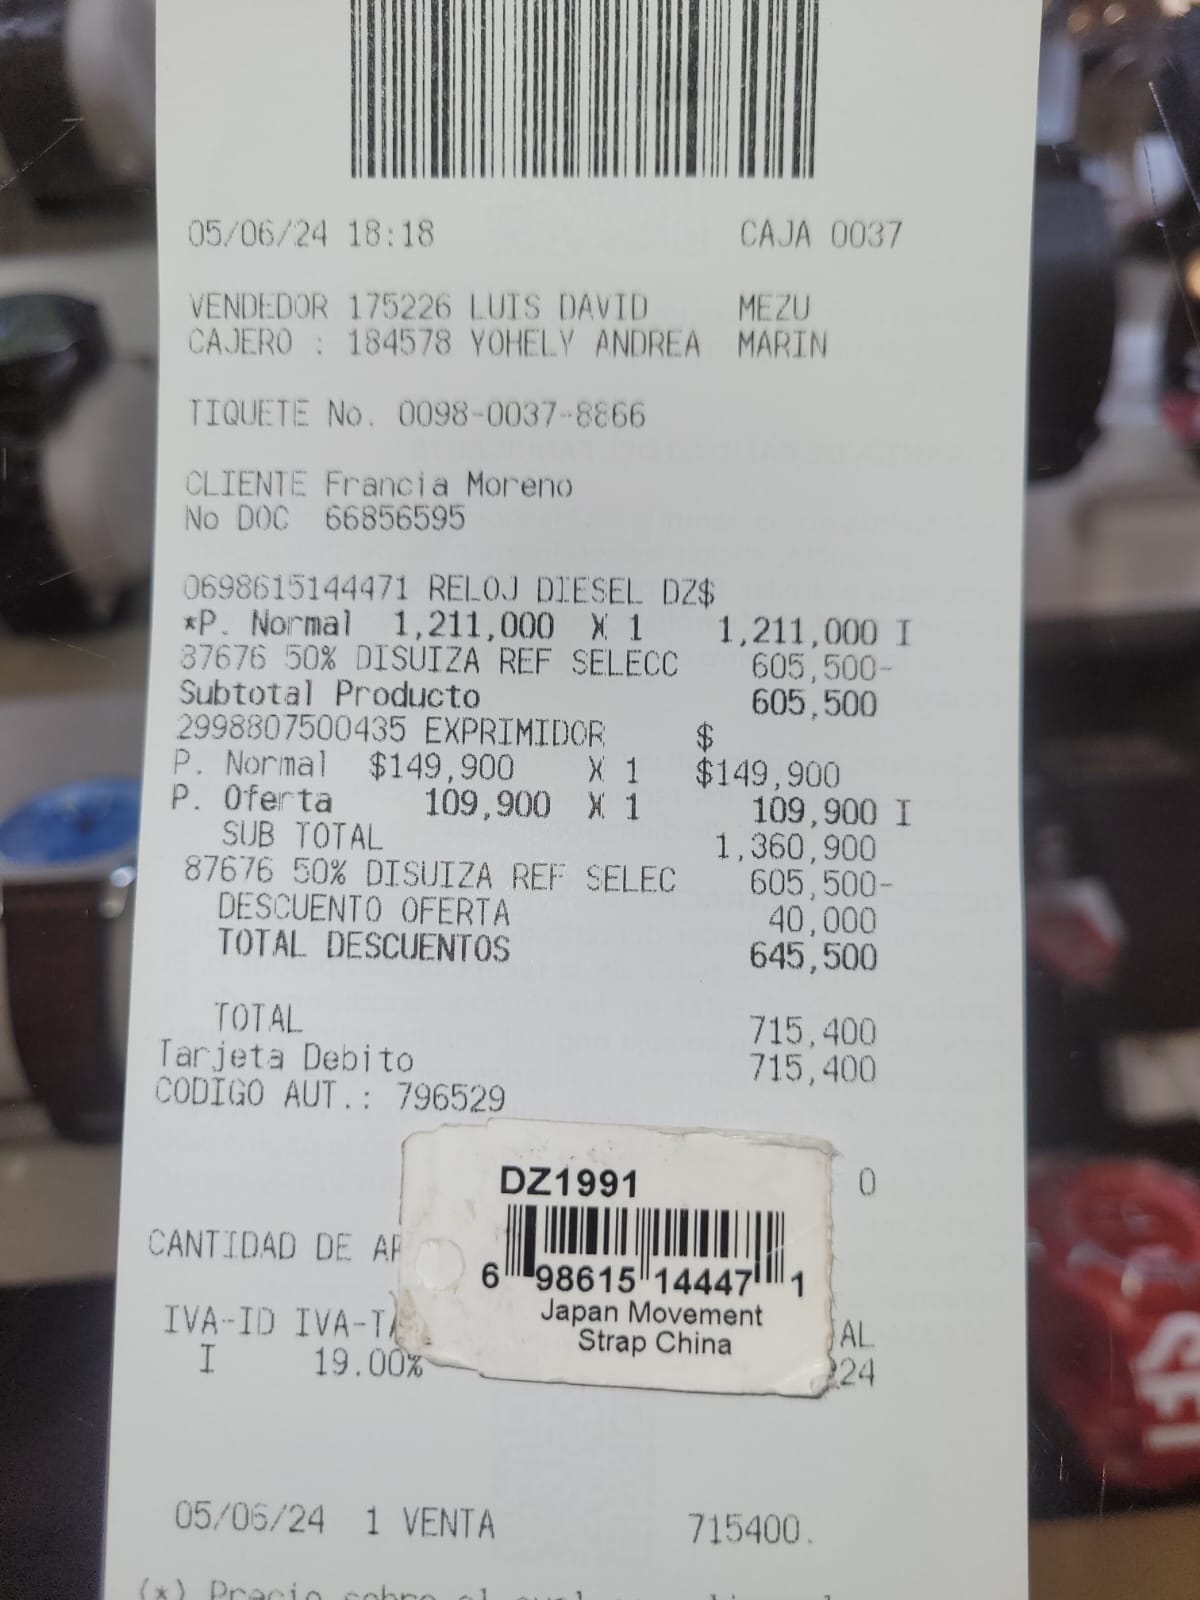 05/06/24 18:18 CAJA 0037
VENDEDOR 175226 LUIS DAVID MEZU
CAJERO : 184578 YOHELY ANDREA MARIN
TIQUETE No. 0098-0037-8866
CLIENTE Francia Moreno
No DOC 66856595
0698615144471 RELOJ DIESEL DZ$
*P. Normal 1,211,000 X 1 1,211,000 I
87676 50% DISUIZA REF SELECC 605,500-
Subtotal Producto 605,500
2998807500435 EXPRIMIDOR $
P. Normal $149,900 X 1 $149,900
P. Oferta 109,900 X 1 109,900 I
SUB TOTAL 1,360,900
87676 50% DISUIZA REF SELEC 605,500-
DESCUENTO OFERTA 40,000
TOTAL DESCUENTOS 645,500
TOTAL 715,400
Tarjeta Debito 715,400
CODIGO AUT.: 796529
0
DZ1991
CANTIDAD DE
6 98615 14447 1
Japan Movement
Strap China
IVA-ID
AL
I 19.00% 24
05/06/24 1 VENTA 715400.
(*) Precio sobre el